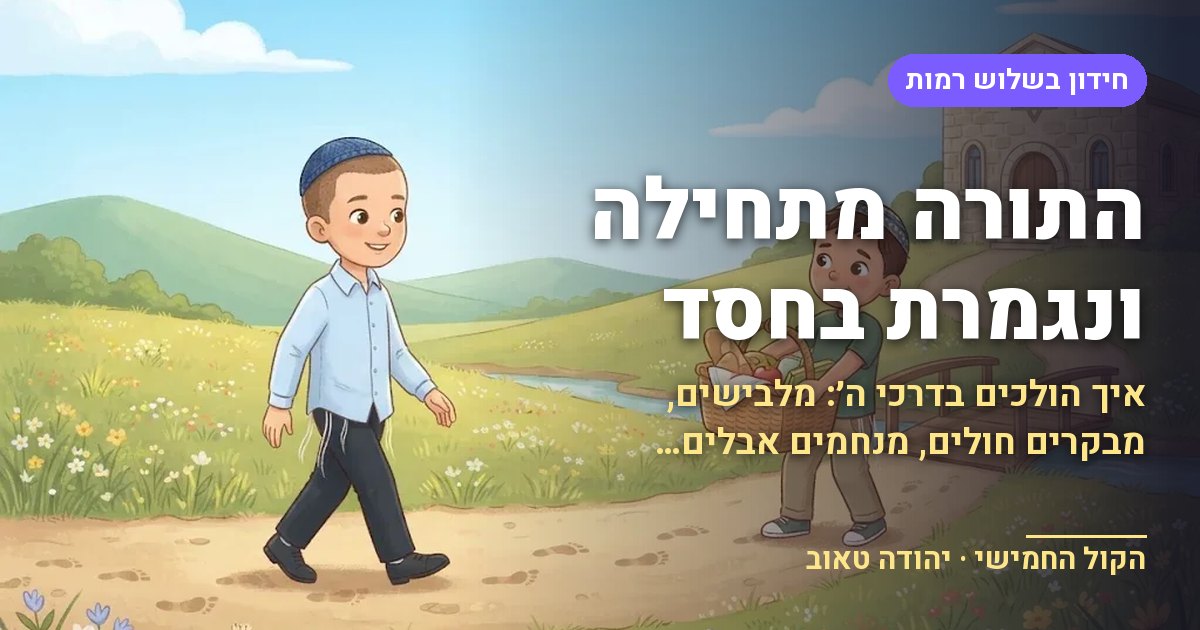 חידון בשלוש רמות
התורה מתחילה
ונגמרת בחסד
איך הולכים בדרכי ה׳: מלבישים,
מבקרים חולים, מנחמים אבלים...
הקול החמישי · יהודה טאוב